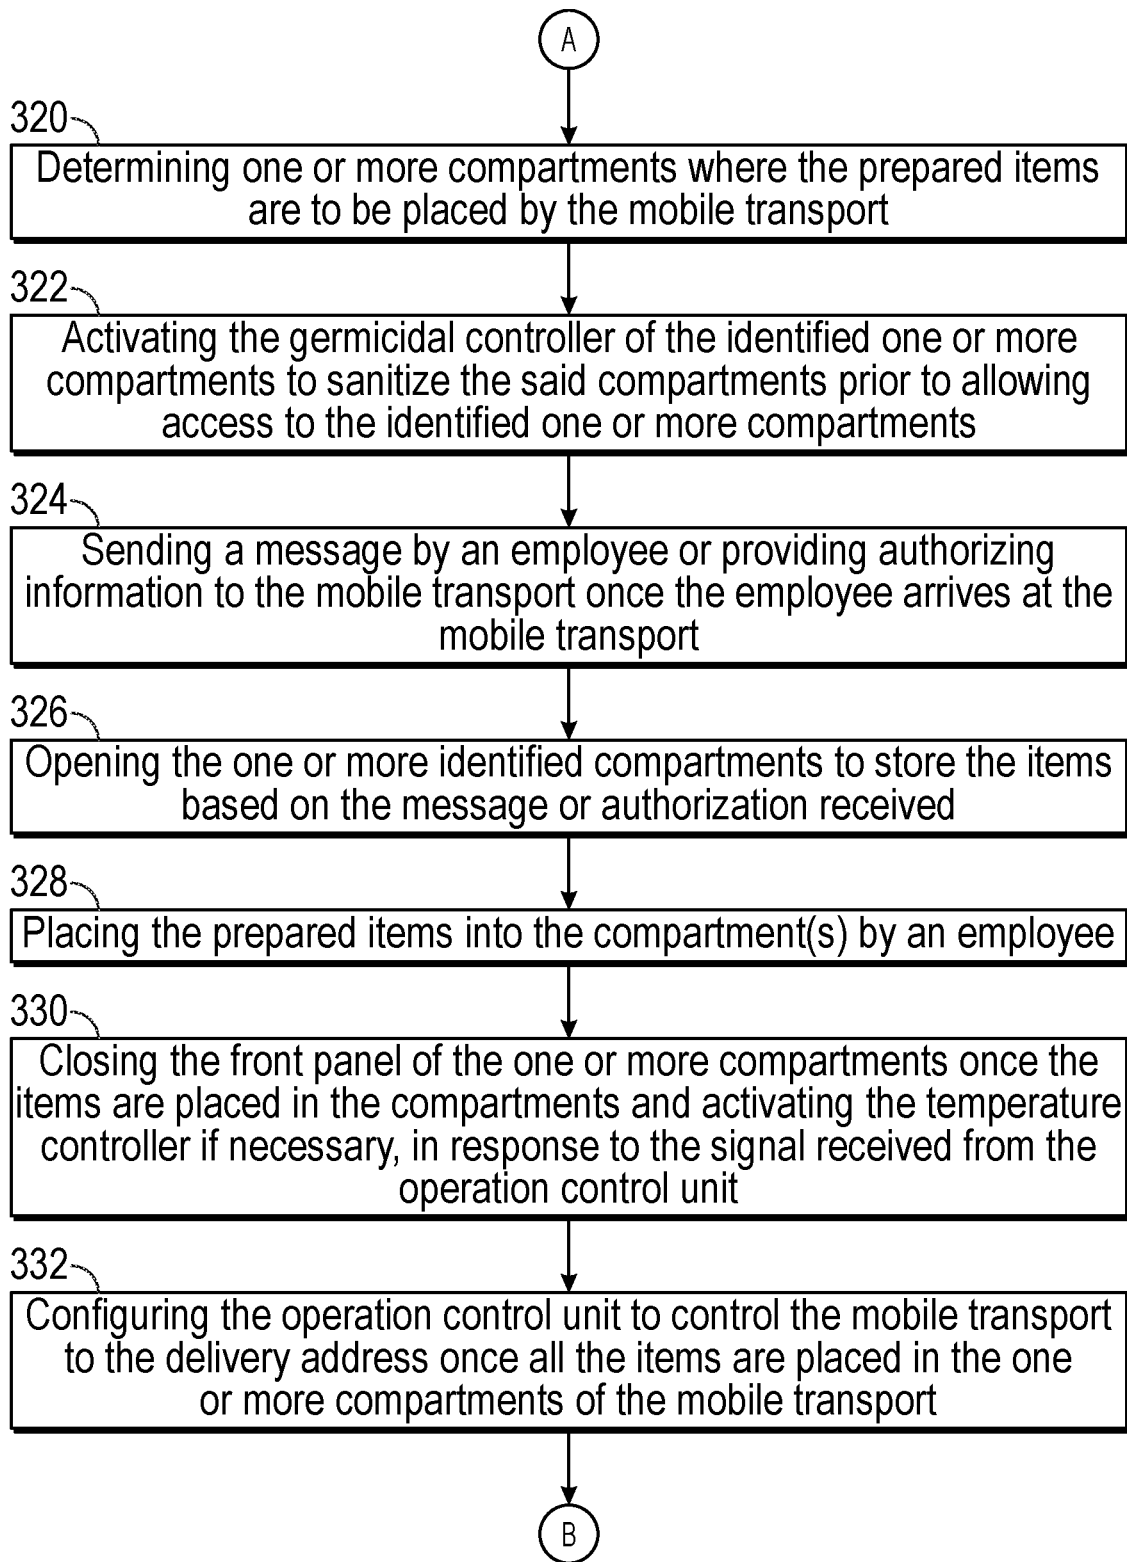 A
320
Determining one or more compartments where the prepared items
are to be placed by the mobile transport
322
Activating the germicidal controller of the identified one or more
compartments to sanitize the said compartments prior to allowing
access to the identified one or more compartments
324
Sending a message by an employee or providing authorizing
information to the mobile transport once the employee arrives at the
mobile transport
326
Opening the one or more identified compartments to store the items
based on the message or authorization received
328
Placing the prepared items into the compartment(s) by an employee
330
Closing the front panel of the one or more compartments once the
items are placed in the compartments and activating the temperature
controller if necessary, in response to the signal received from the
operation control unit
332
Configuring the operation control unit to control the mobile transport
to the delivery address once all the items are placed in the one
or more compartments of the mobile transport
B